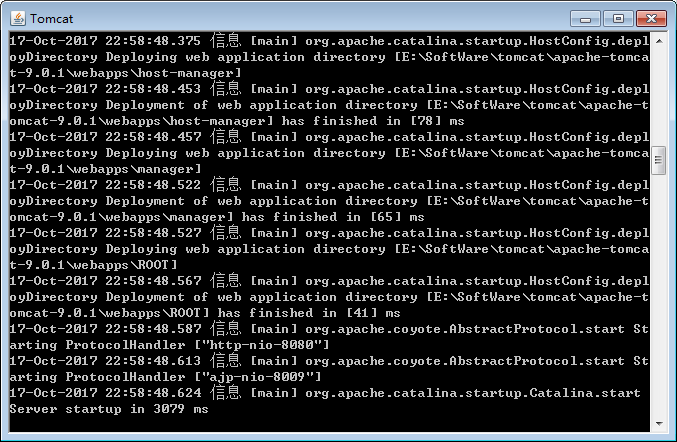 Tomcat
17-Oct-2017 22:58:48.375 信息 [main] org.apache.catalina.startup.HostConfig.depl
oyDirectory Deploying web application directory [E:\SoftWare\tomcat\apache-tomca
t-9.0.1\webapps\host-manager]
17-Oct-2017 22:58:48.453 信息 [main] org.apache.catalina.startup.HostConfig.depl
oyDirectory Deployment of web application directory [E:\SoftWare\tomcat\apache-t
omcat-9.0.1\webapps\host-manager] has finished in [78] ms
17-Oct-2017 22:58:48.457 信息 [main] org.apache.catalina.startup.HostConfig.depl
oyDirectory Deploying web application directory [E:\SoftWare\tomcat\apache-tomca
t-9.0.1\webapps\manager]
17-Oct-2017 22:58:48.522 信息 [main] org.apache.catalina.startup.HostConfig.depl
oyDirectory Deployment of web application directory [E:\SoftWare\tomcat\apache-t
omcat-9.0.1\webapps\manager] has finished in [65] ms
17-Oct-2017 22:58:48.527 信息 [main] org.apache.catalina.startup.HostConfig.depl
oyDirectory Deploying web application directory [E:\SoftWare\tomcat\apache-tomca
t-9.0.1\webapps\ROOT]
17-Oct-2017 22:58:48.567 信息 [main] org.apache.catalina.startup.HostConfig.depl
oyDirectory Deployment of web application directory [E:\SoftWare\tomcat\apache-t
omcat-9.0.1\webapps\ROOT] has finished in [41] ms
17-Oct-2017 22:58:48.587 信息 [main] org.apache.coyote.AbstractProtocol.start St
arting ProtocolHandler ["http-nio-8080"]
17-Oct-2017 22:58:48.613 信息 [main] org.apache.coyote.AbstractProtocol.start St
arting ProtocolHandler ["ajp-nio-8009"]
17-Oct-2017 22:58:48.624 信息 [main] org.apache.catalina.startup.Catalina.start
Server startup in 3079 ms